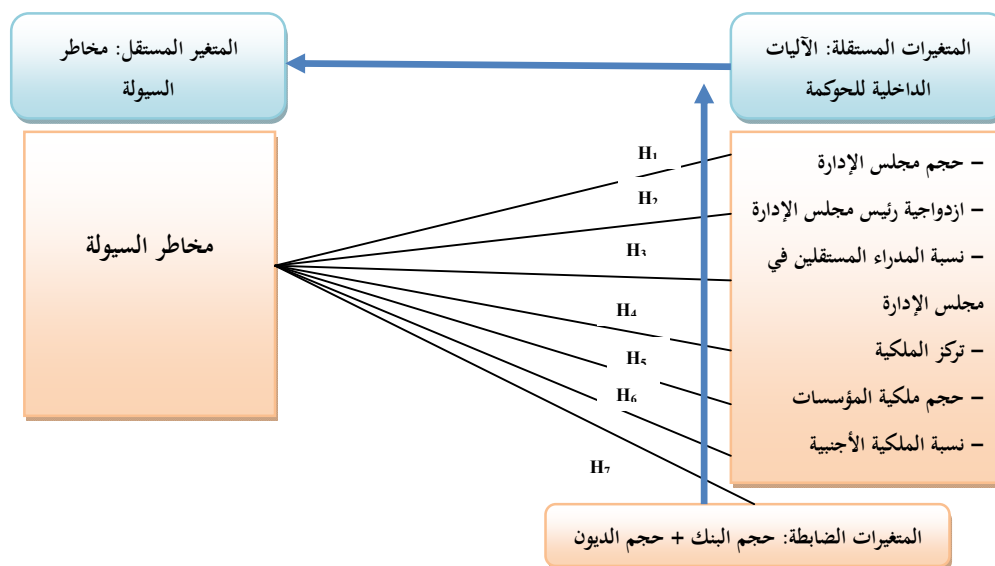 المتغيرات المستقلة: الآليات
الداخلية للحوكمة
المتغير المستقل: مخاطر
السيولة
– حجم مجلس الإدارة
– ازدواجية رئيس مجلس الإدارة
– نسبة المدراء المستقلين في
مجلس الإدارة
– تركز الملكية
– حجم ملكية المؤسسات
– نسبة الملكية الأجنبية
H1
H2
H3
H4
H5
H6
H7
مخاطر السيولة
المتغيرات الضابطة: حجم البنك + حجم الديون